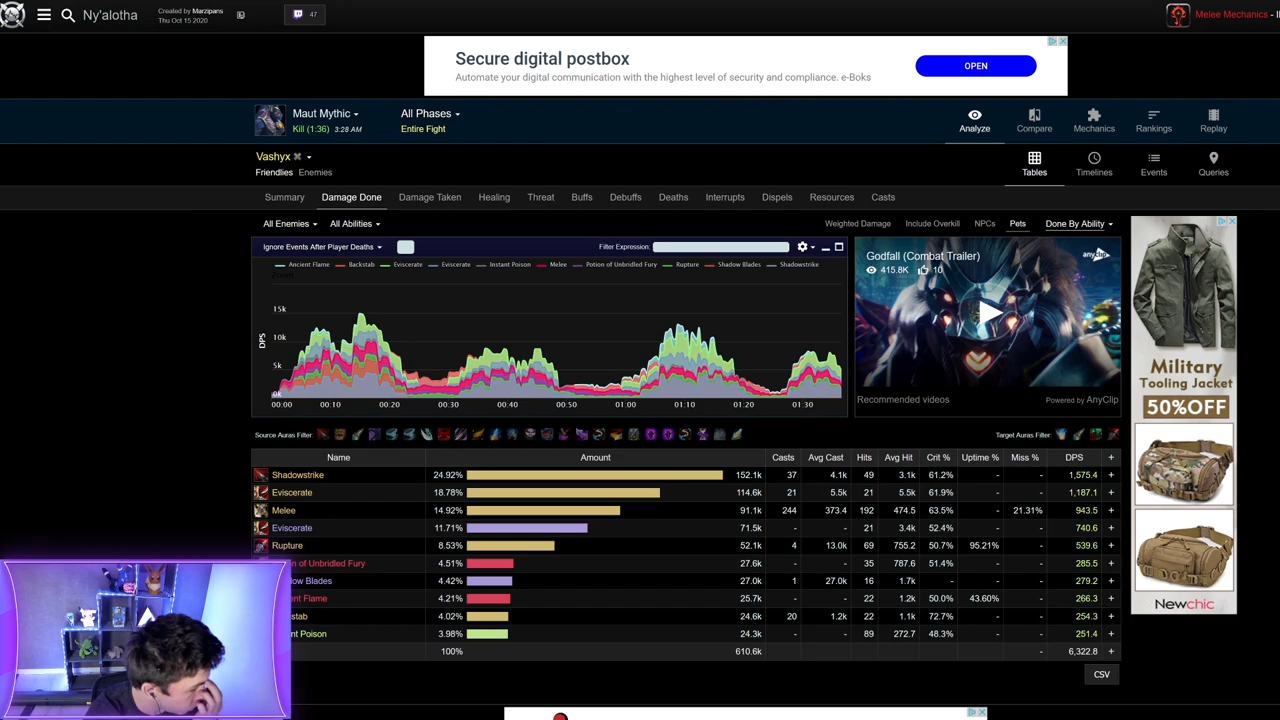 Ny'alotha
Created by Marzipans
Thu Oct 15 2020
47
Melee Mechanics -
Secure digital postbox
Automate your digital communication with the highest level of security and compliance. e-Boks
OPEN
Maut Mythic
Kill (1:36) 3:28 AM
All Phases
Entire Fight
Analyze Compare Mechanics Rankings Replay
Vashyx
Friendlies Enemies
Tables Timelines Events Queries
Summary Damage Done Damage Taken Healing Threat Buffs Debuffs Deaths Interrupts Dispels Resources Casts
All Enemies All Abilities
Weighted Damage Include Overkill NPCs Pets Done By Ability
Ignore Events After Player Deaths
Filter Expression:
Ancient Flame Backstab Eviscerate Eviscerate Instant Poison Melee Potion of Unbridled Fury Rupture Shadow Blades Shadowstrike
15k
10k
5k
0k
DPS
00:00 00:10 00:20 00:30 00:40 00:50 01:00 01:10 01:20 01:30
Godfall (Combat Trailer)
415.8K 10
anyclip
Recommended videos
Powered by AnyClip
Military
Tooling Jacket
50%OFF
Newchic
Source Auras Filter:
Target Auras Filter:
Name Amount Casts Avg Cast Hits Avg Hit Crit % Uptime % Miss % DPS +
Shadowstrike 24.92% 152.1k 37 4.1k 49 3.1k 61.2% - - 1,575.4 +
Eviscerate 18.78% 114.6k 21 5.5k 21 5.5k 61.9% - - 1,187.1 +
Melee 14.92% 91.1k 244 373.4 192 474.5 63.5% - 21.31% 943.5 +
Eviscerate 11.71% 71.5k - - 21 3.4k 52.4% - - 740.6 +
Rupture 8.53% 52.1k 4 13.0k 69 755.2 50.7% 95.21% - 539.6 +
n of Unbridled Fury 4.51% 27.6k - - 35 787.6 51.4% - - 285.5 +
dow Blades 4.42% 27.0k 1 27.0k 16 1.7k - - - 279.2 +
ent Flame 4.21% 25.7k - - 22 1.2k 50.0% 43.60% - 266.3 +
stab 4.02% 24.6k 20 1.2k 22 1.1k 72.7% - - 254.3 +
nt Poison 3.98% 24.3k - - 89 272.7 48.3% - - 251.4 +
100% 610.6k - 6,322.8 +
CSV